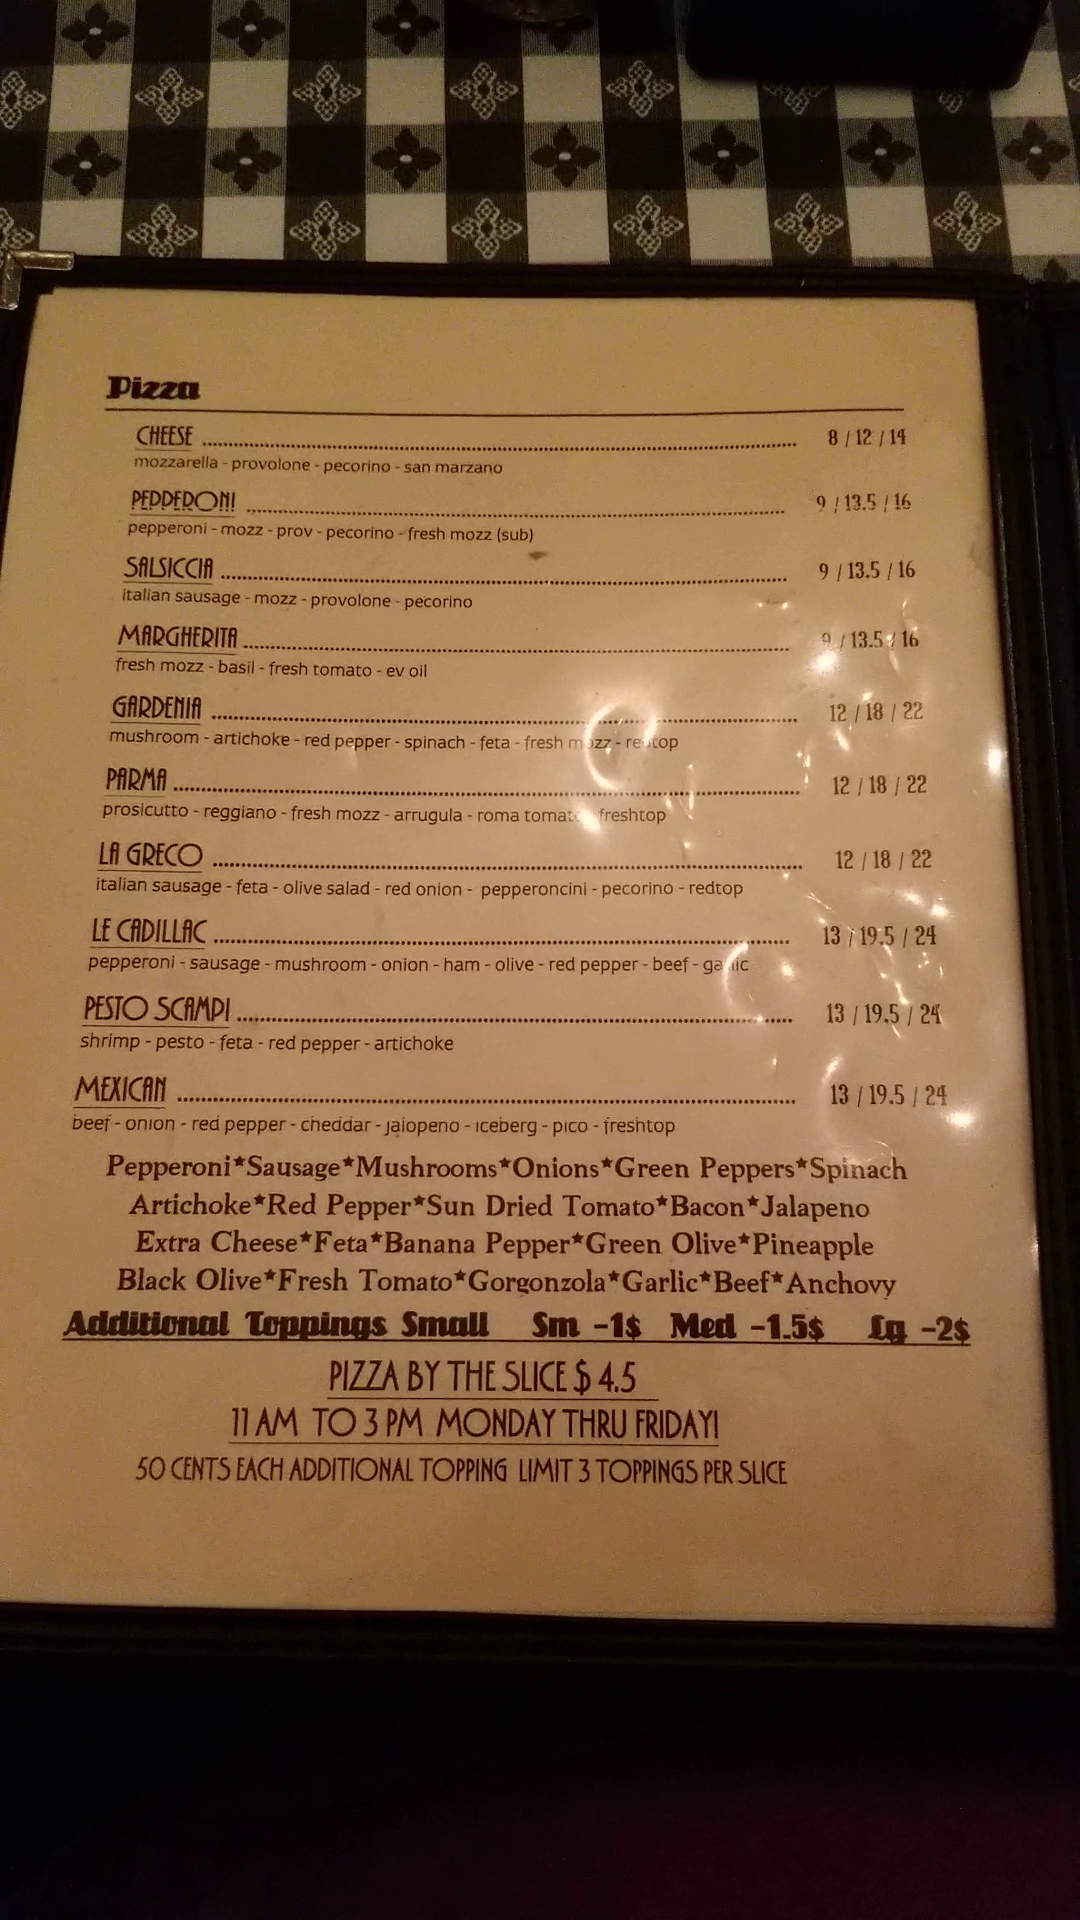 Pizza
CHEESE ........ 8 / 12 / 14
mozzarella - provolone - pecorino - san marzano
PEPPERONI ........ 9 / 13.5 / 16
pepperoni - mozz - prov - pecorino - fresh mozz (sub)
SALSICCIA ........ 9 / 13.5 / 16
italian sausage - mozz - provolone - pecorino
MARGHERITA ........ 9 / 13.5 / 16
fresh mozz - basil - fresh tomato - ev oil
GARDENIA ........ 12 / 18 / 22
mushroom - artichoke - red pepper - spinach - feta - fresh mozz - redtop
PARMA ........ 12 / 18 / 22
prosicutto - reggiano - fresh mozz - arrugula - roma tomato - freshtop
LA GRECO ........ 12 / 18 / 22
italian sausage - feta - olive salad - red onion - pepperoncini - pecorino - redtop
LE CADILLAC ........ 13 / 19.5 / 24
pepperoni - sausage - mushroom - onion - ham - olive - red pepper - beef - garlic
PESTO SCAMPI ........ 13 / 19.5 / 24
shrimp - pesto - feta - red pepper - artichoke
MEXICAN ........ 13 / 19.5 / 24
beef - onion - red pepper - cheddar - jalopeno - iceberg - pico - freshtop
Pepperoni*Sausage*Mushrooms*Onions*Green Peppers*Spinach
Artichoke*Red Pepper*Sun Dried Tomato*Bacon*Jalapeno
Extra Cheese*Feta*Banana Pepper*Green Olive*Pineapple
Black Olive*Fresh Tomato*Gorgonzola*Garlic*Beef*Anchovy
Additional Toppings Small Sm -1$ Med -1.5$ Lg -2$
PIZZA BY THE SLICE $ 4.5
11 AM TO 3 PM MONDAY THRU FRIDAY!
50 CENTS EACH ADDITIONAL TOPPING LIMIT 3 TOPPINGS PER SLICE